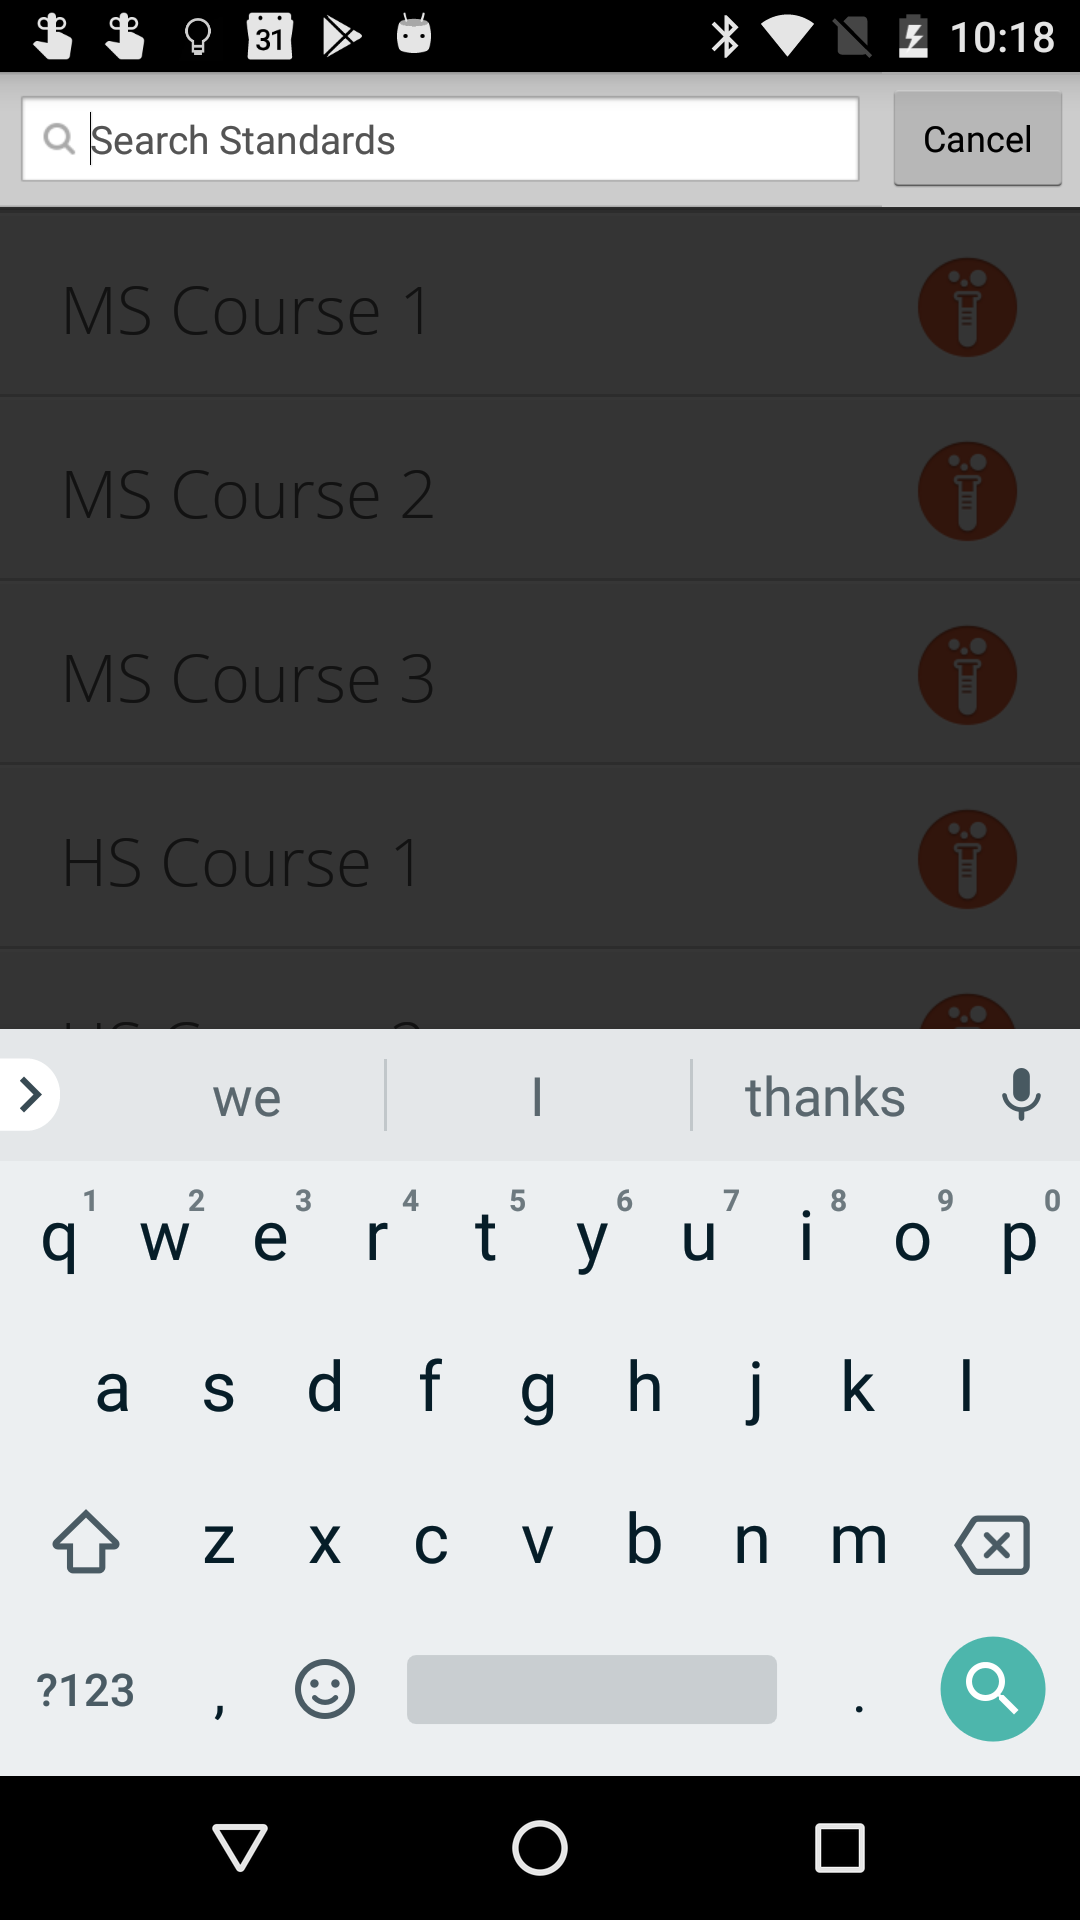 31 10:18
Search Standards Cancel
MS Course 1
MS Course 2
MS Course 3
HS Course 1
we I thanks
1 2 3 4 5 6 7 8 9 0
q w e r t y u i o p
a s d f g h j k l
z x c v b n m
?123 , .